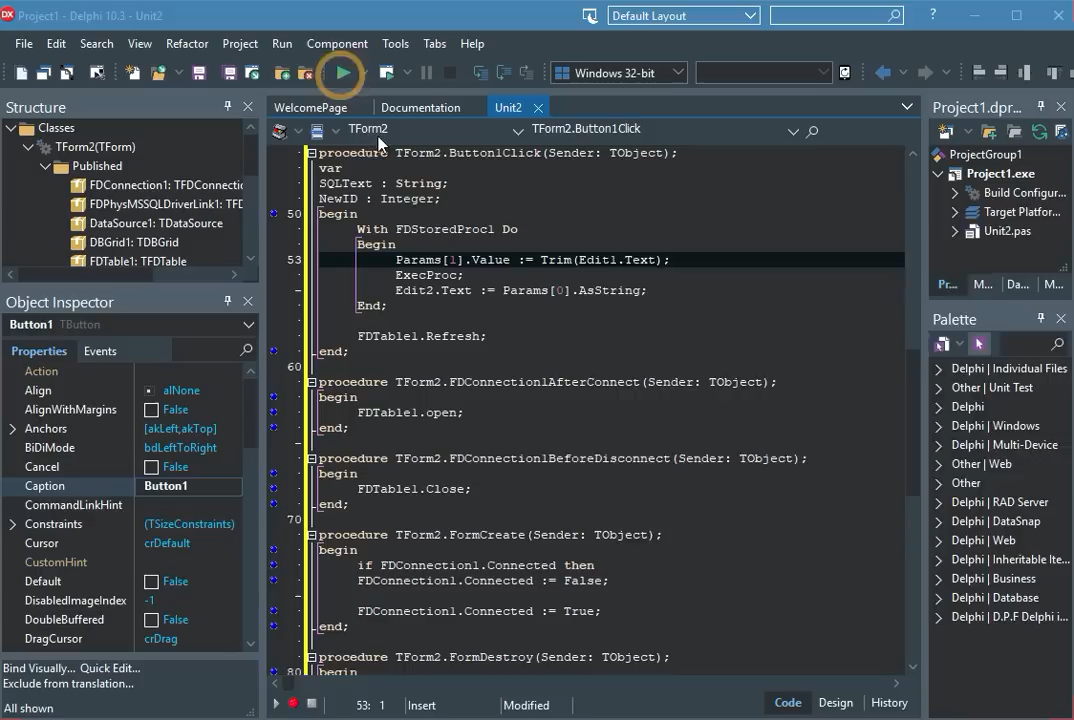 DX Project1 - Delphi 10.3 - Unit2
Default Layout
?
File Edit Search View Refactor Project Run Component Tools Tabs Help
Windows 32-bit
Structure
Classes
TForm2(TForm)
Published
FDConnection1: TFDConnectic
FDPhysMSSQLDriverLink1: TFD
DataSource1: TDataSource
DBGrid1: TDBGrid
FDTable1: TFDTable
Object Inspector
Button1 TButton
Properties Events
Action
Align alNone
AlignWithMargins False
Anchors [akLeft,akTop]
BiDiMode bdLeftToRight
Cancel False
Caption Button1
CommandLinkHint
Constraints (TSizeConstraints)
Cursor crDefault
CustomHint
Default False
DisabledImageIndex -1
DoubleBuffered False
DragCursor crDrag
Bind Visually... Quick Edit...
Exclude from translation...
All shown
WelcomePage Documentation Unit2
TForm2 TForm2.Button1Click
procedure TForm2.Button1Click(Sender: TObject);
var
SQLText : String;
NewID : Integer;
50 begin
With FDStoredProc1 Do
Begin
53 Params[1].Value := Trim(Edit1.Text);
ExecProc;
Edit2.Text := Params[0].AsString;
End;
FDTable1.Refresh;
end;
60
procedure TForm2.FDConnection1AfterConnect(Sender: TObject);
begin
FDTable1.open;
end;
procedure TForm2.FDConnection1BeforeDisconnect(Sender: TObject);
begin
FDTable1.Close;
end;
70
procedure TForm2.FormCreate(Sender: TObject);
begin
if FDConnection1.Connected then
FDConnection1.Connected := False;
FDConnection1.Connected := True;
end;
procedure TForm2.FormDestroy(Sender: TObject);
80 begin
53: 1 Insert Modified Code Design History
Project1.dpr...
ProjectGroup1
Project1.exe
Build Configur...
Target Platfor...
Unit2.pas
Pr... M... Da... M...
Palette
Delphi | Individual Files
Other | Unit Test
Delphi
Delphi | Windows
Delphi | Multi-Device
Other | Web
Other
Delphi | RAD Server
Delphi | DataSnap
Delphi | Web
Delphi | Inheritable Ite...
Delphi | Business
Delphi | Database
Delphi | D.P.F Delphi i...